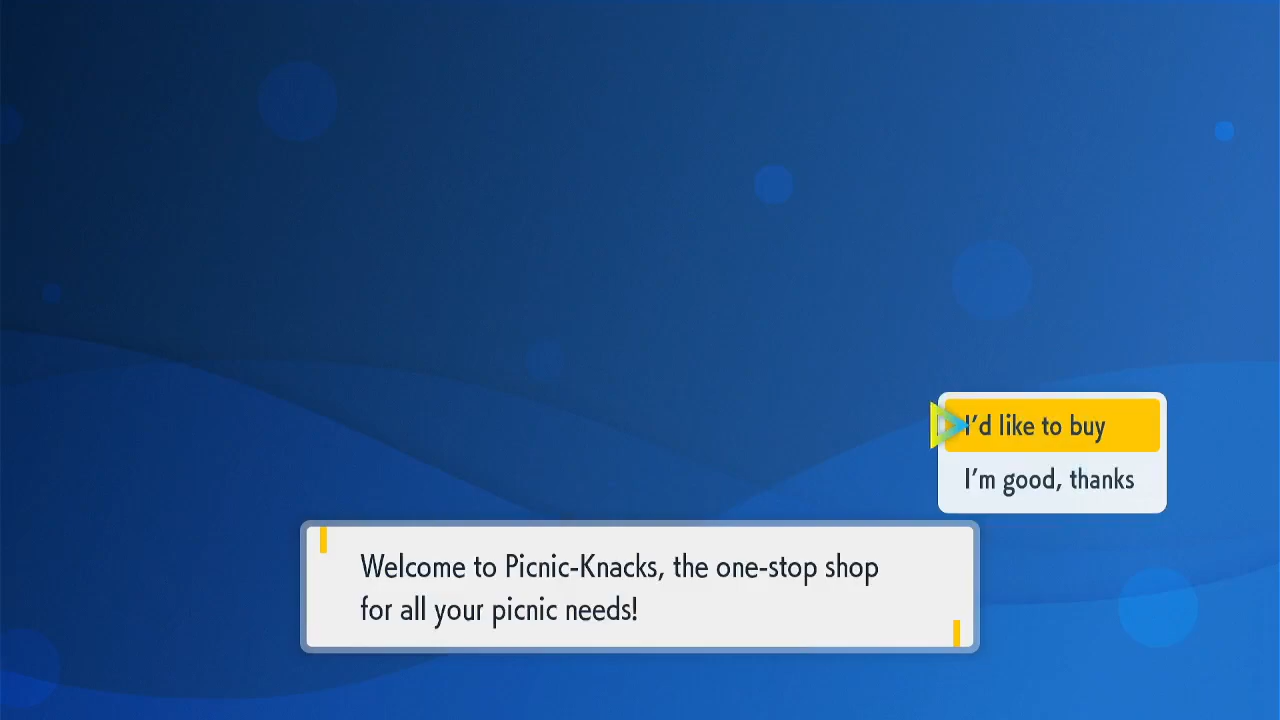 I'd like to buy
I'm good, thanks
Welcome to Picnic-Knacks, the one-stop shop
for all your picnic needs!